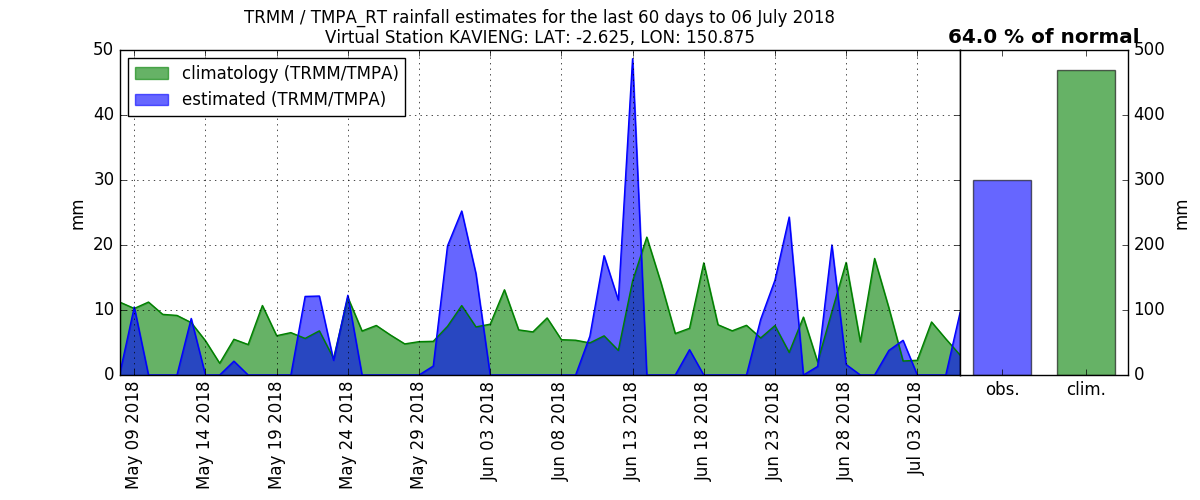 TRMM / TMPA_RT rainfall estimates for the last 60 days to 06 July 2018
Virtual Station KAVIENG: LAT: -2.625, LON: 150.875
64.0 % of normal
climatology (TRMM/TMPA)
estimated (TRMM/TMPA)
50
40
30
20
10
0
mm
May 09 2018
May 14 2018
May 19 2018
May 24 2018
May 29 2018
Jun 03 2018
Jun 08 2018
Jun 13 2018
Jun 18 2018
Jun 23 2018
Jun 28 2018
Jul 03 2018
obs.
clim.
500
400
300
200
100
0
mm